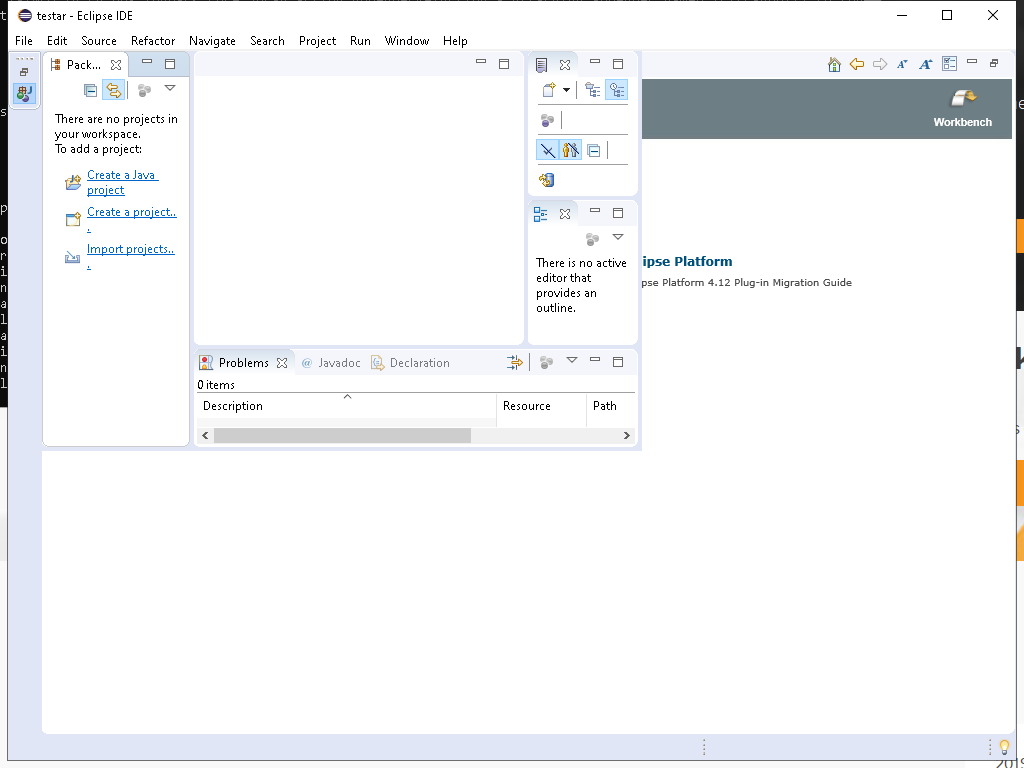 testar - Eclipse IDE
File Edit Source Refactor Navigate Search Project Run Window Help
Pack...
Workbench
There are no projects in
your workspace.
To add a project:
Create a Java
project
Create a project..
.
Import projects..
.
There is no active
editor that
provides an
outline.
ipse Platform
pse Platform 4.12 Plug-in Migration Guide
Problems @ Javadoc Declaration
0 items
Description Resource Path